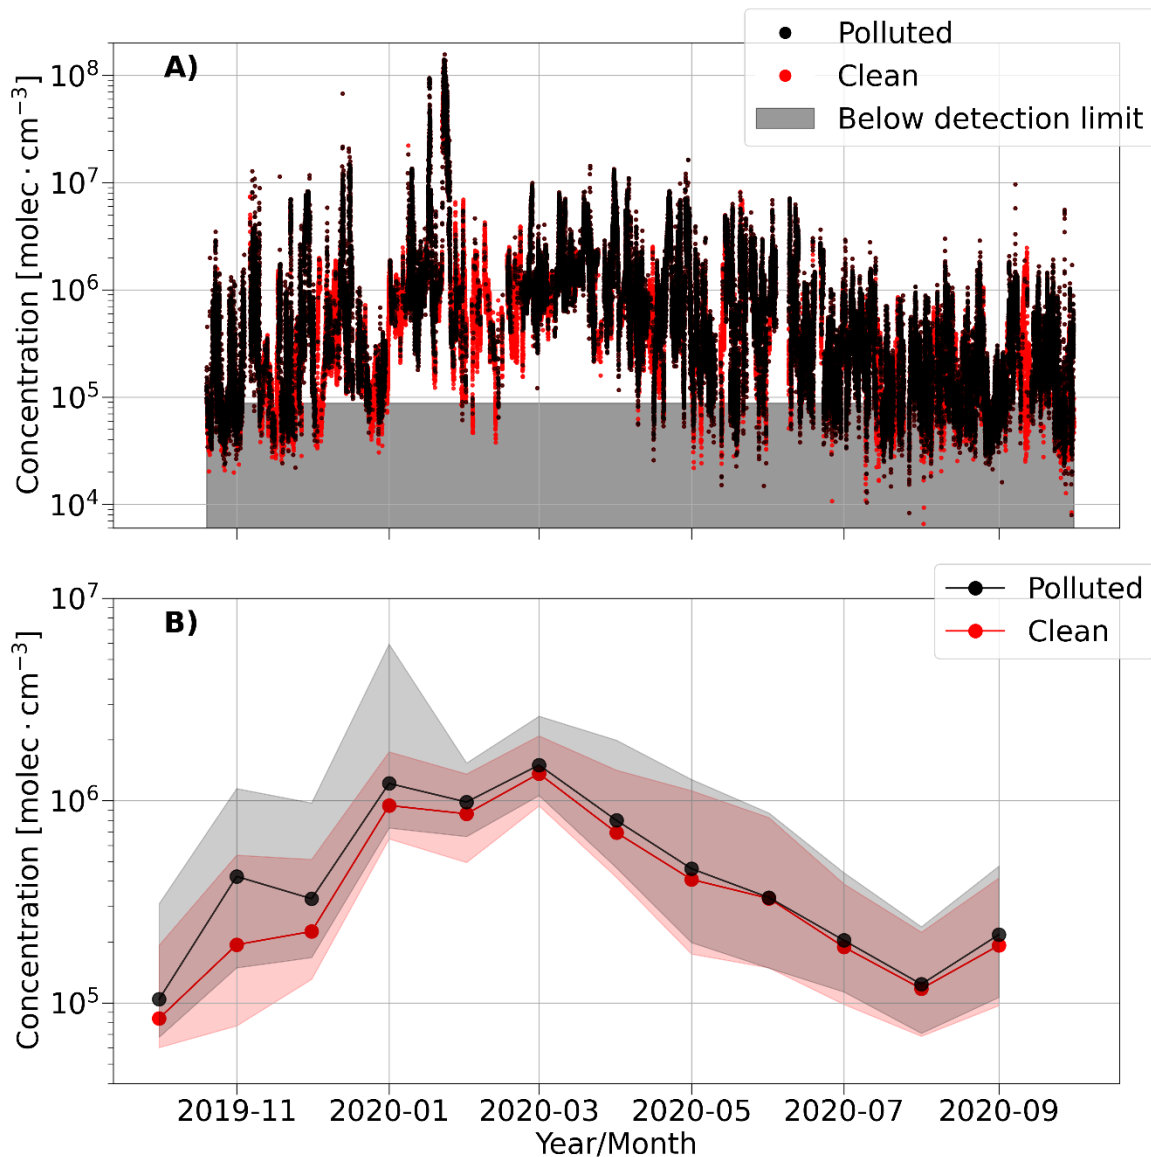 Polluted
Clean
Below detection limit
A)
10⁸
10⁷
10⁶
10⁵
10⁴
Concentration [molec · cm⁻³]
Polluted
Clean
B)
10⁷
10⁶
10⁵
Concentration [molec · cm⁻³]
2019-11 2020-01 2020-03 2020-05 2020-07 2020-09
Year/Month